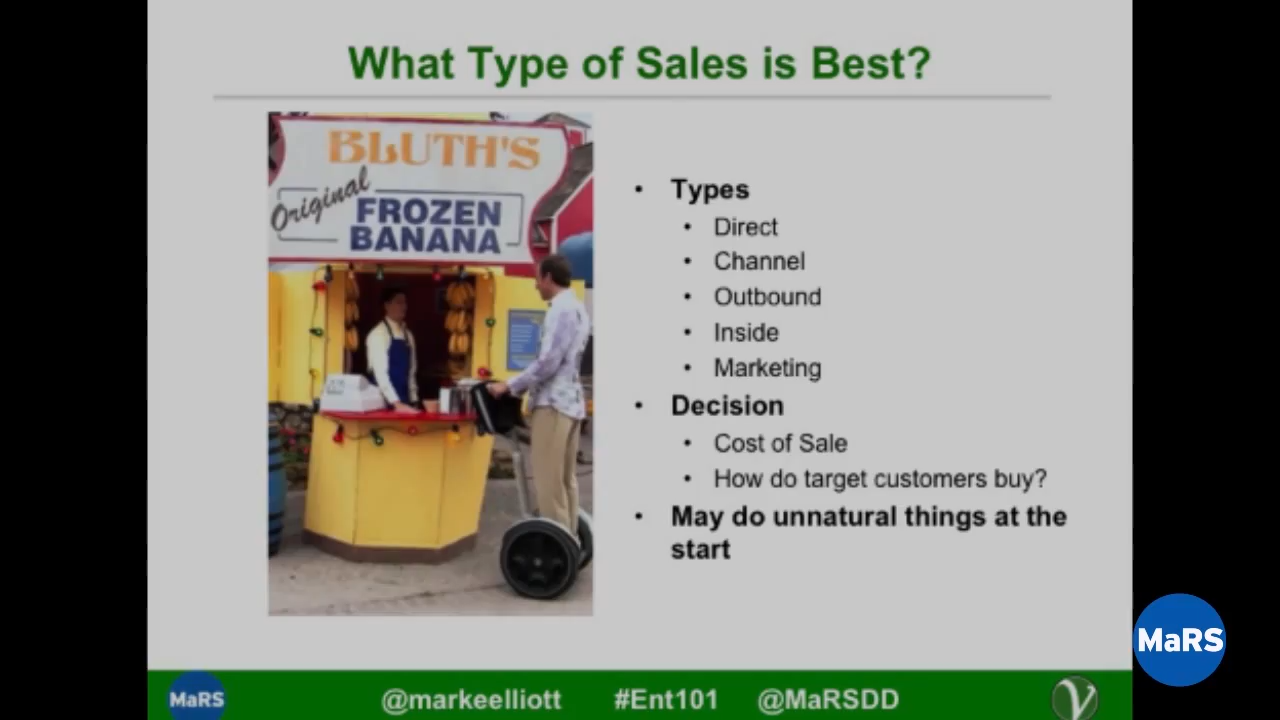 What Type of Sales is Best?
BLUTH'S
Original
FROZEN
BANANA
• Types
• Direct
• Channel
• Outbound
• Inside
• Marketing
• Decision
• Cost of Sale
• How do target customers buy?
• May do unnatural things at the
start
MaRS
MaRS
@markeelliott #Ent101 @MaRSDD
V